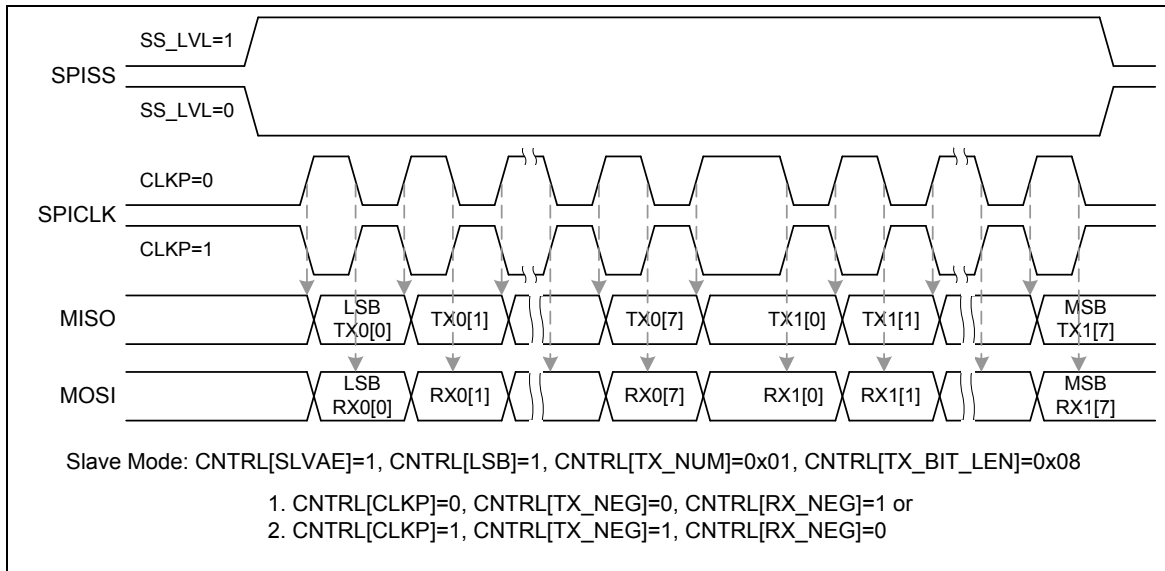 SS_LVL=1
SPISS
SS_LVL=0
CLKP=0
SPICLK
CLKP=1
MISO
LSB
TX0[0]
TX0[1]
TX0[7]
TX1[0]
TX1[1]
MSB
TX1[7]
MOSI
LSB
RX0[0]
RX0[1]
RX0[7]
RX1[0]
RX1[1]
MSB
RX1[7]
Slave Mode: CNTRL[SLVAE]=1, CNTRL[LSB]=1, CNTRL[TX_NUM]=0x01, CNTRL[TX_BIT_LEN]=0x08
1. CNTRL[CLKP]=0, CNTRL[TX_NEG]=0, CNTRL[RX_NEG]=1 or
2. CNTRL[CLKP]=1, CNTRL[TX_NEG]=1, CNTRL[RX_NEG]=0